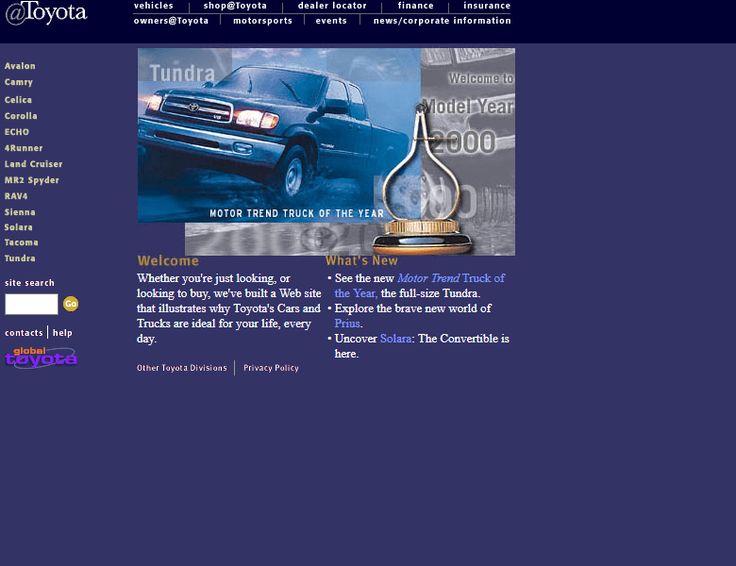 @Toyota
vehicles shop@Toyota dealer locator finance insurance
owners@Toyota motorsports events news/corporate information
Avalon
Camry
Celica
Corolla
ECHO
4Runner
Land Cruiser
MR2 Spyder
RAV4
Sienna
Solara
Tacoma
Tundra
site search
Go
contacts help
global
toyota
Tundra
Welcome to
Model Year
2000
MOTOR TREND TRUCK OF THE YEAR
Welcome
Whether you're just looking, or
looking to buy, we've built a Web site
that illustrates why Toyota's Cars and
Trucks are ideal for your life, every
day.
What's New
• See the new Motor Trend Truck of
the Year, the full-size Tundra.
• Explore the brave new world of
Prius.
• Uncover Solara: The Convertible is
here.
Other Toyota Divisions Privacy Policy